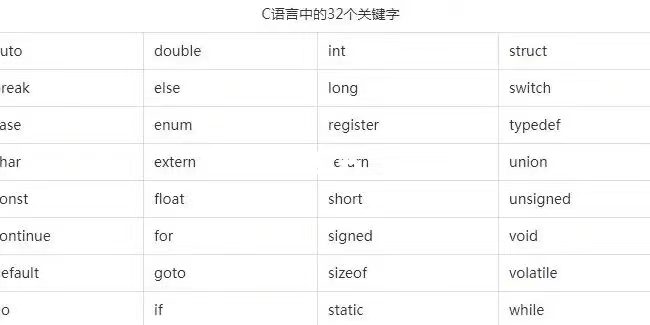 C语言中的32个关键字
uto double int struct
reak else long switch
ase enum register typedef
har extern union
onst float short unsigned
ontinue for signed void
efault goto sizeof volatile
o if static while